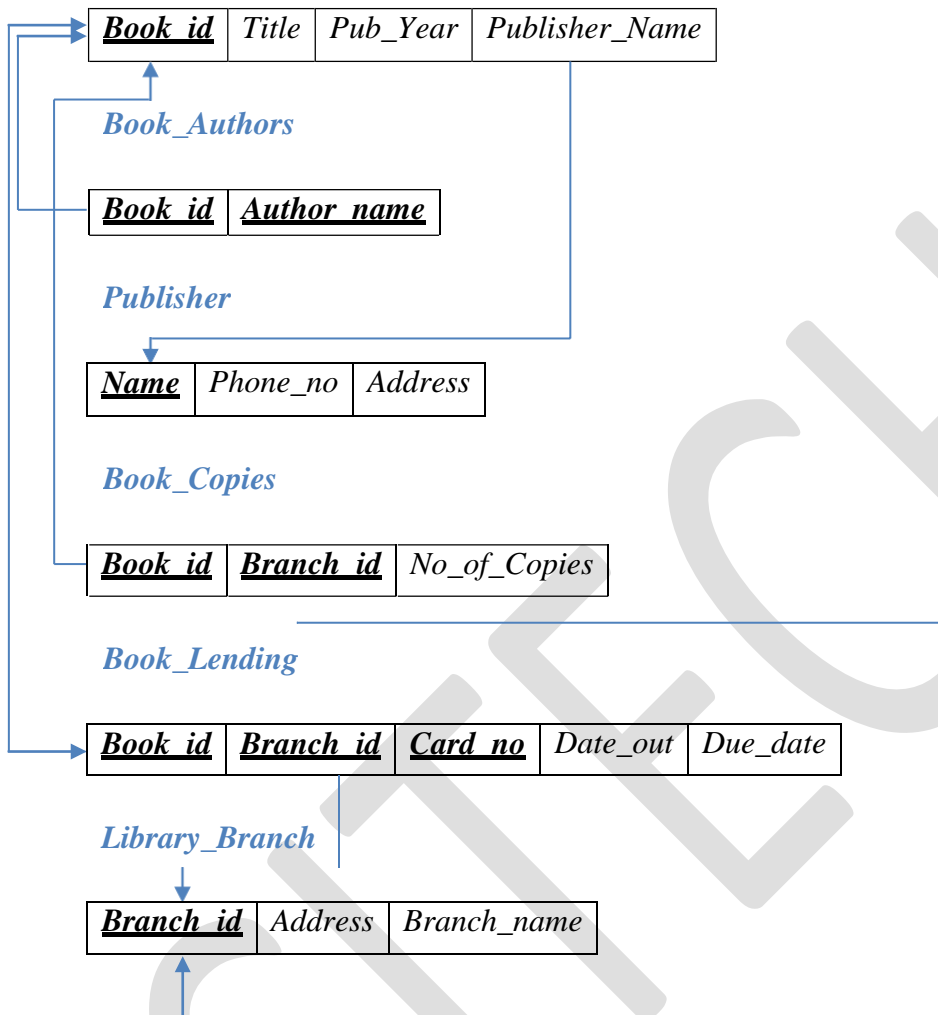 Book_id Title Pub_Year Publisher_Name
Book_Authors
Book_id Author_name
Publisher
Name Phone_no Address
Book_Copies
Book_id Branch_id No_of_Copies
Book_Lending
Book_id Branch_id Card_no Date_out Due_date
Library_Branch
Branch_id Address Branch_name